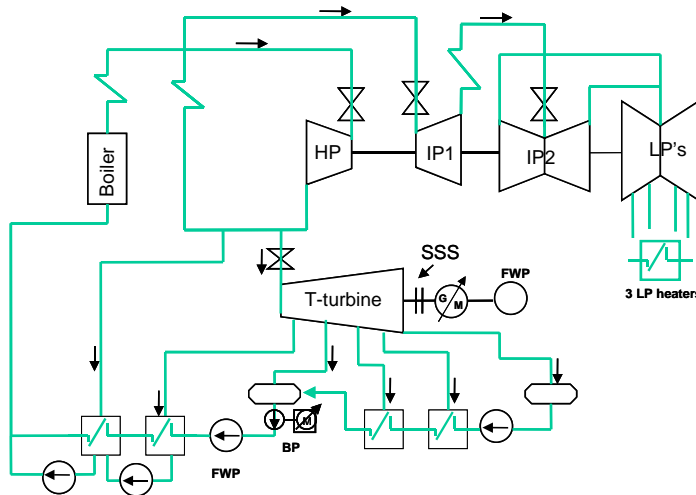 Boiler
HP
IP1
IP2
LP's
SSS
T-turbine
G
M
FWP
3 LP heaters
M
BP
FWP